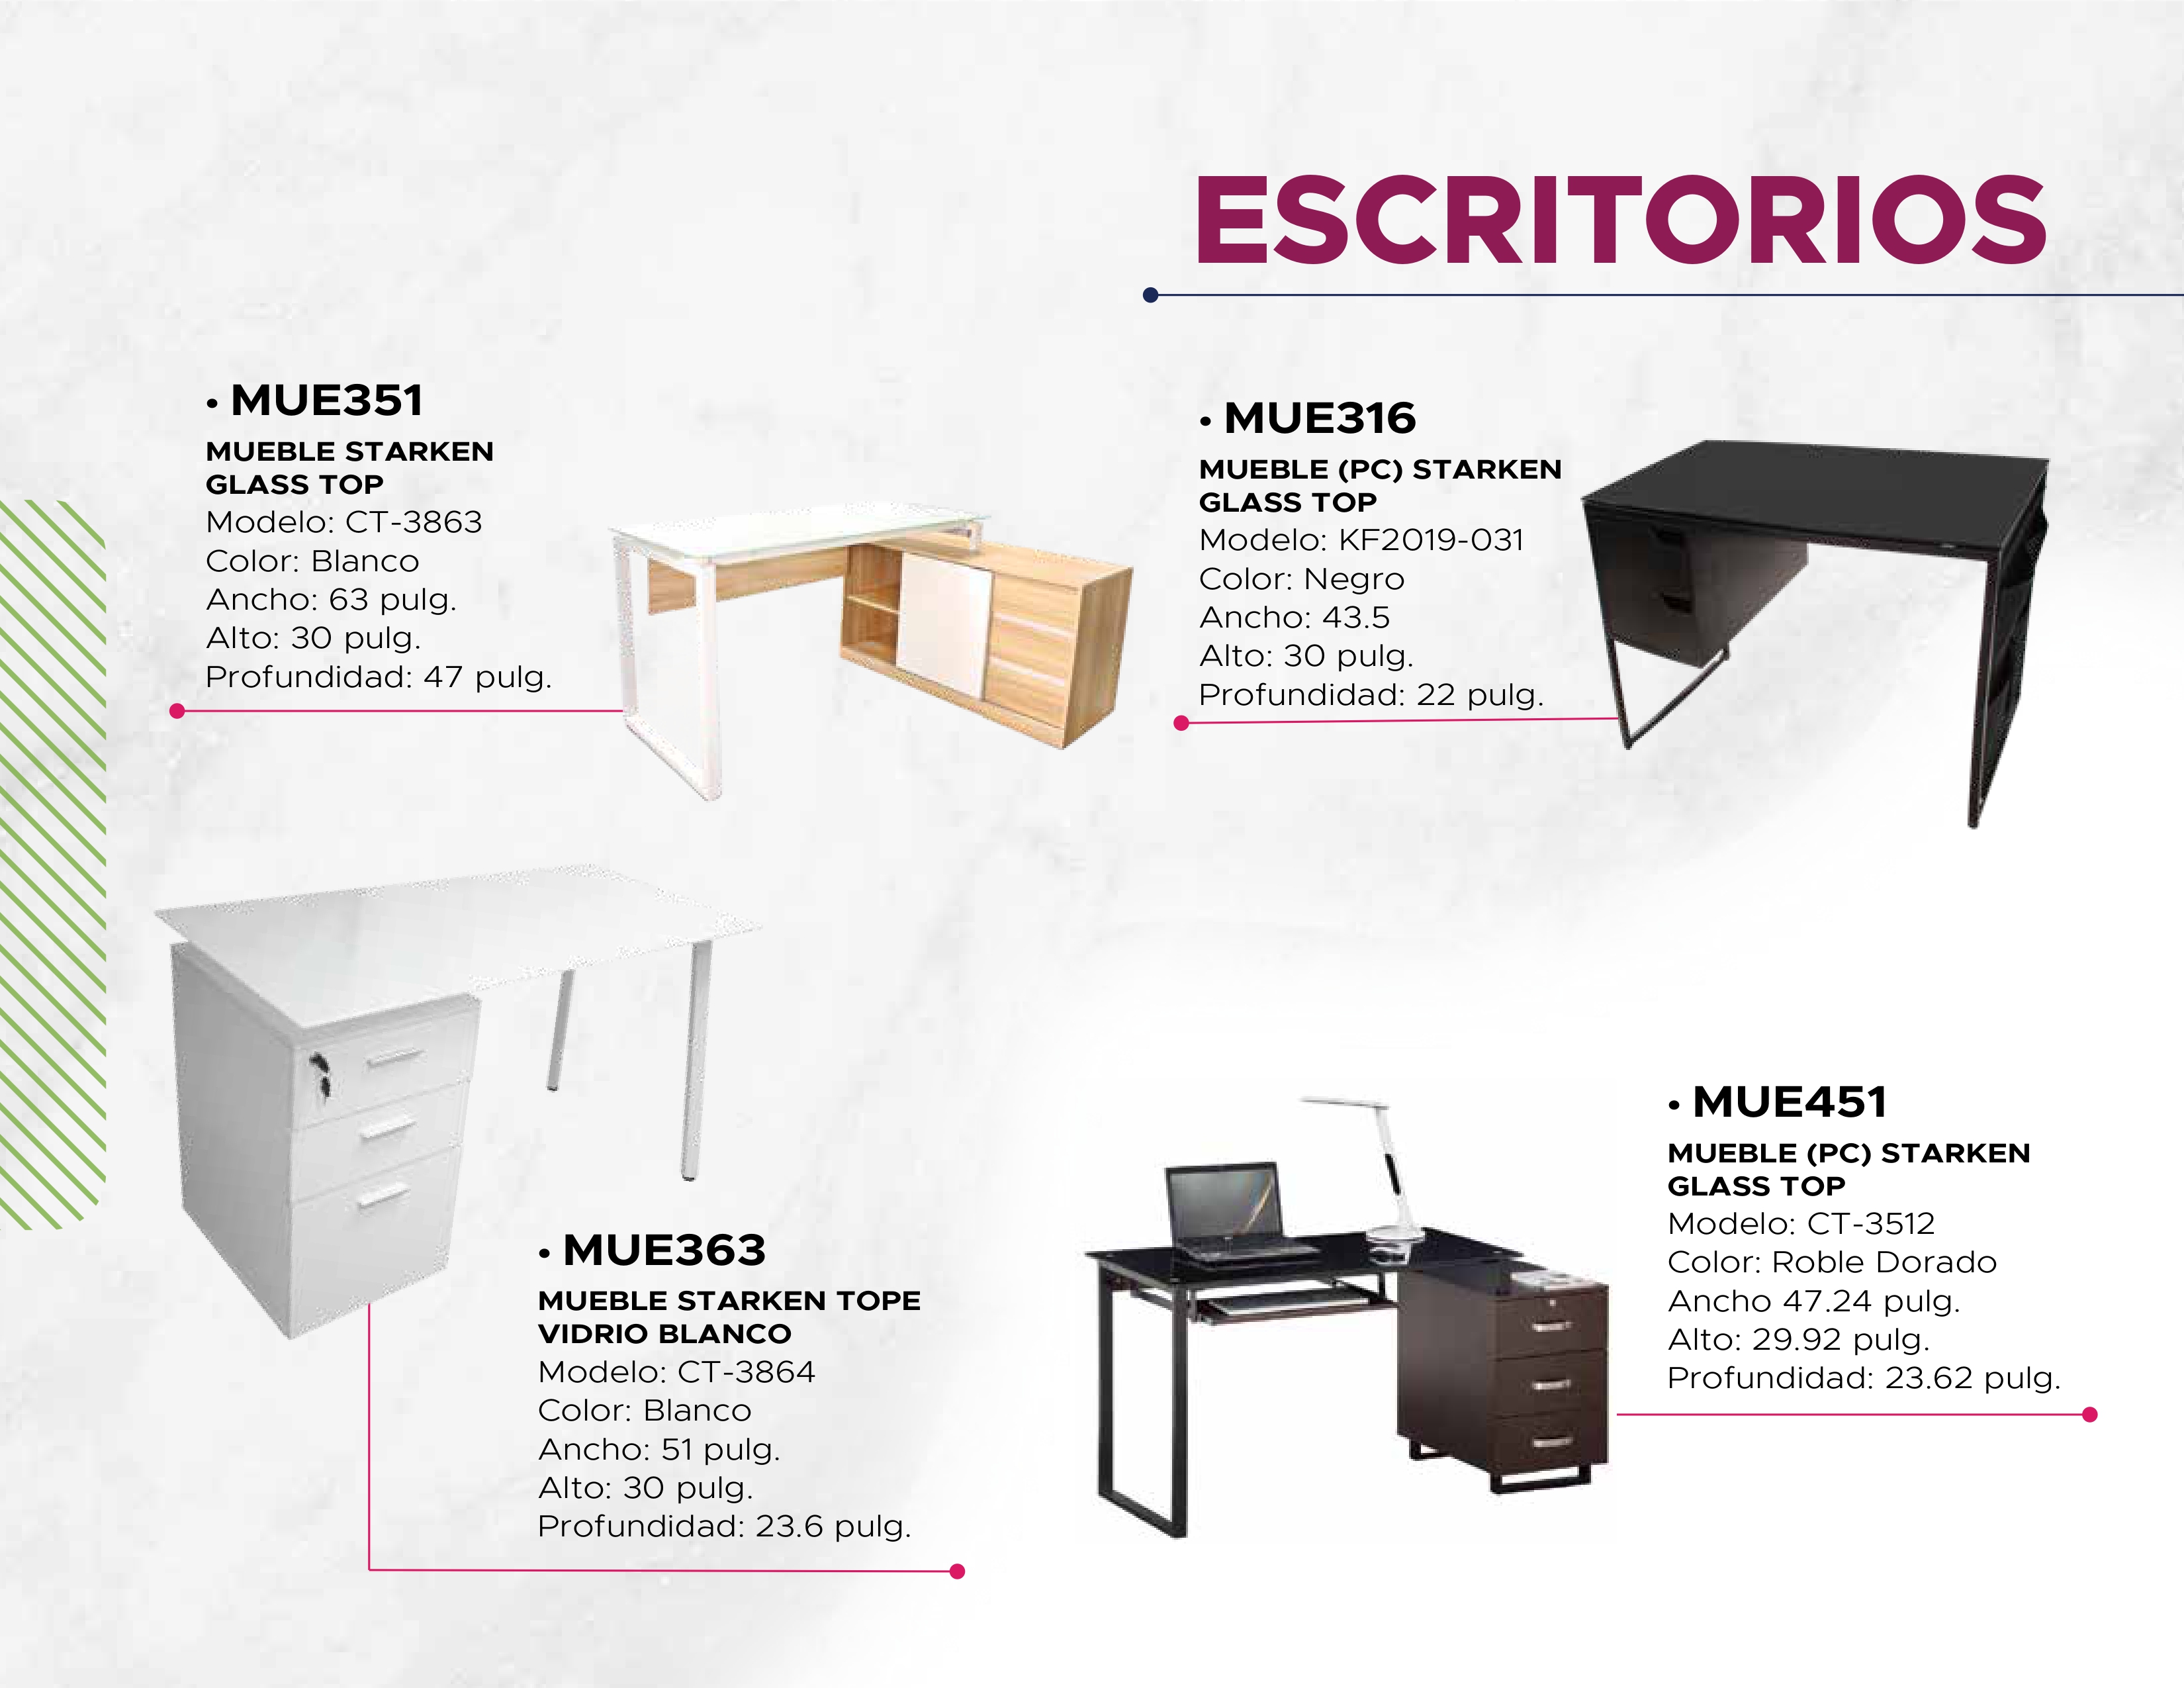 ESCRITORIOS
• MUE351
MUEBLE STARKEN
GLASS TOP
Modelo: CT-3863
Color: Blanco
Ancho: 63 pulg.
Alto: 30 pulg.
Profundidad: 47 pulg.
• MUE316
MUEBLE (PC) STARKEN
GLASS TOP
Modelo: KF2019-031
Color: Negro
Ancho: 43.5
Alto: 30 pulg.
Profundidad: 22 pulg.
• MUE363
MUEBLE STARKEN TOPE
VIDRIO BLANCO
Modelo: CT-3864
Color: Blanco
Ancho: 51 pulg.
Alto: 30 pulg.
Profundidad: 23.6 pulg.
• MUE451
MUEBLE (PC) STARKEN
GLASS TOP
Modelo: CT-3512
Color: Roble Dorado
Ancho 47.24 pulg.
Alto: 29.92 pulg.
Profundidad: 23.62 pulg.